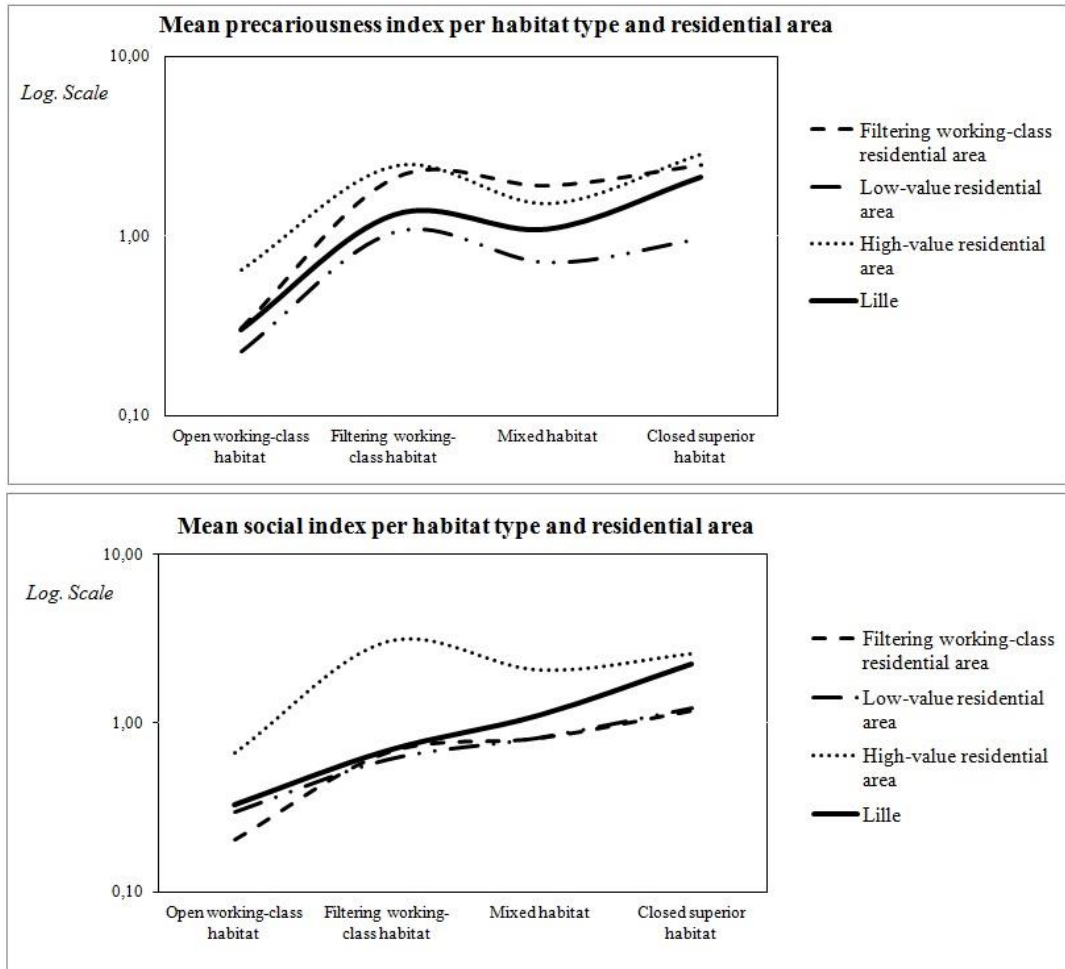 Mean precariousness index per habitat type and residential area
10,00
Log. Scale
1,00
0,10
Open working-class
habitat
Filtering working-
class habitat
Mixed habitat
Closed superior
habitat
Filtering working-class
residential area
Low-value residential
area
High-value residential
area
Lille
Mean social index per habitat type and residential area
10,00
Log. Scale
1,00
0,10
Open working-class
habitat
Filtering working-
class habitat
Mixed habitat
Closed superior
habitat
Filtering working-class
residential area
Low-value residential
area
High-value residential
area
Lille